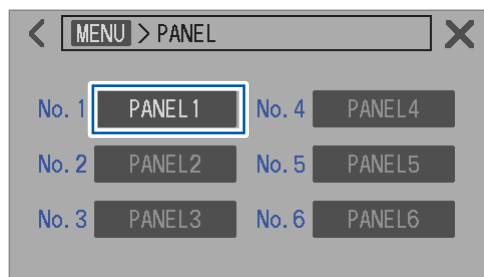 MENU > PANEL
No. 1 PANEL1 No. 4 PANEL4
No. 2 PANEL2 No. 5 PANEL5
No. 3 PANEL3 No. 6 PANEL6